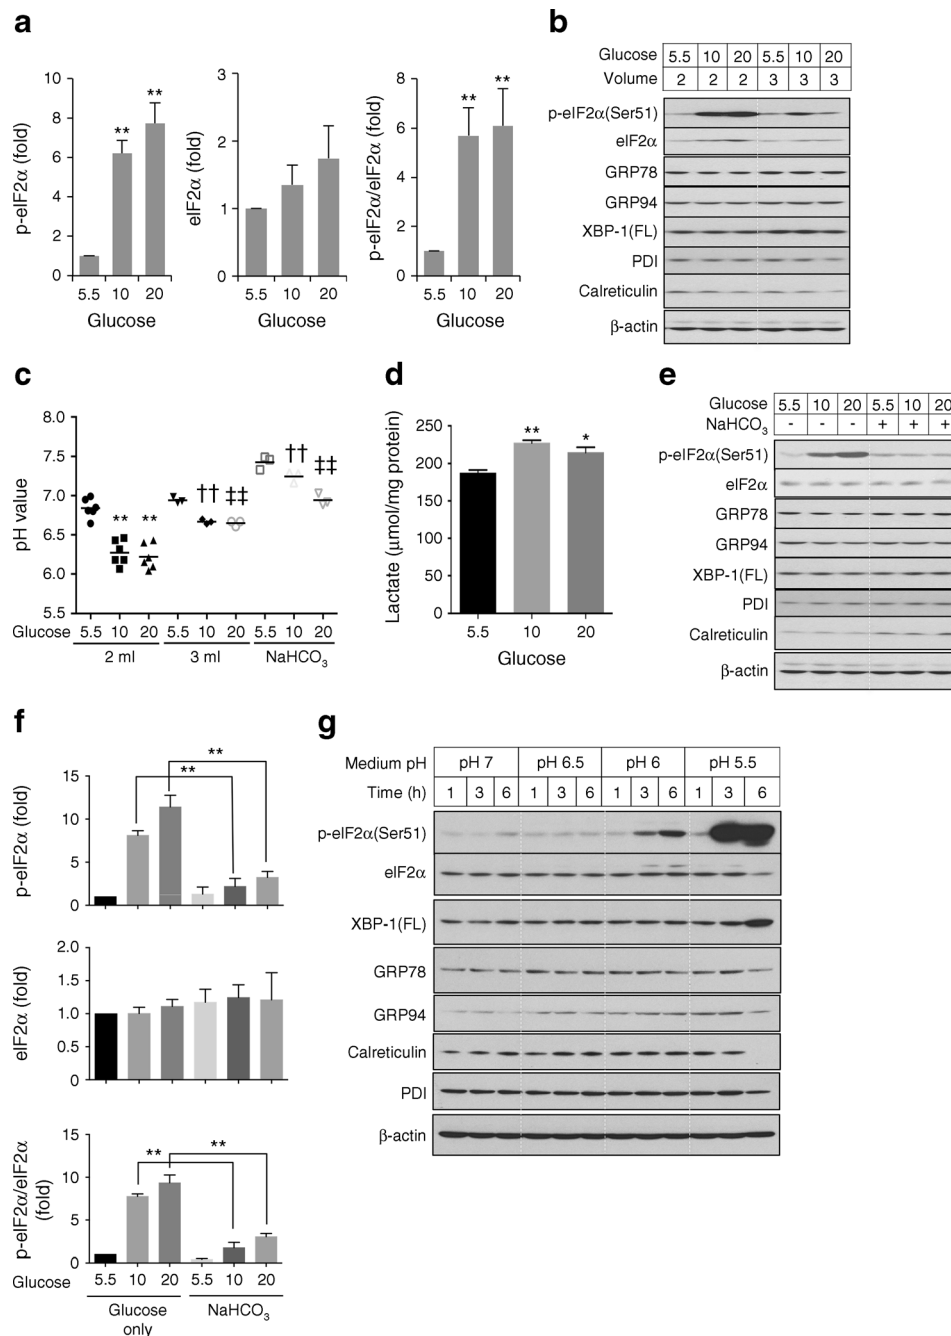 a
p-eIF2α (fold)
10
8
6
4
2
0
**
**
5.5 10 20
Glucose
eIF2α (fold)
3
2
1
0
5.5 10 20
Glucose
p-eIF2α/eIF2α (fold)
8
6
4
2
0
**
**
5.5 10 20
Glucose
b
Glucose 5.5 10 20 5.5 10 20
Volume 2 2 2 3 3 3
p-eIF2α(Ser51)
eIF2α
GRP78
GRP94
XBP-1(FL)
PDI
Calreticulin
β-actin
c
pH value
8.0
7.5
7.0
6.5
6.0
5.5
** **
†† ‡‡
†† ‡‡
Glucose 5.5 10 20 5.5 10 20 5.5 10 20
2 ml 3 ml NaHCO3
d
Lactate (μmol/mg protein)
250
200
150
100
50
0
**
*
5.5 10 20
Glucose
e
Glucose 5.5 10 20 5.5 10 20
NaHCO3 - - - + + +
p-eIF2α(Ser51)
eIF2α
GRP78
GRP94
XBP-1(FL)
PDI
Calreticulin
β-actin
f
p-eIF2α (fold)
15
10
5
0
**
**
eIF2α (fold)
2.0
1.5
1.0
0.5
0
p-eIF2α/eIF2α
(fold)
15
10
5
0
**
**
Glucose 5.5 10 20 5.5 10 20
Glucose
only
NaHCO3
g
Medium pH pH 7 pH 6.5 pH 6 pH 5.5
Time (h) 1 3 6 1 3 6 1 3 6 1 3 6
p-eIF2α(Ser51)
eIF2α
XBP-1(FL)
GRP78
GRP94
Calreticulin
PDI
β-actin